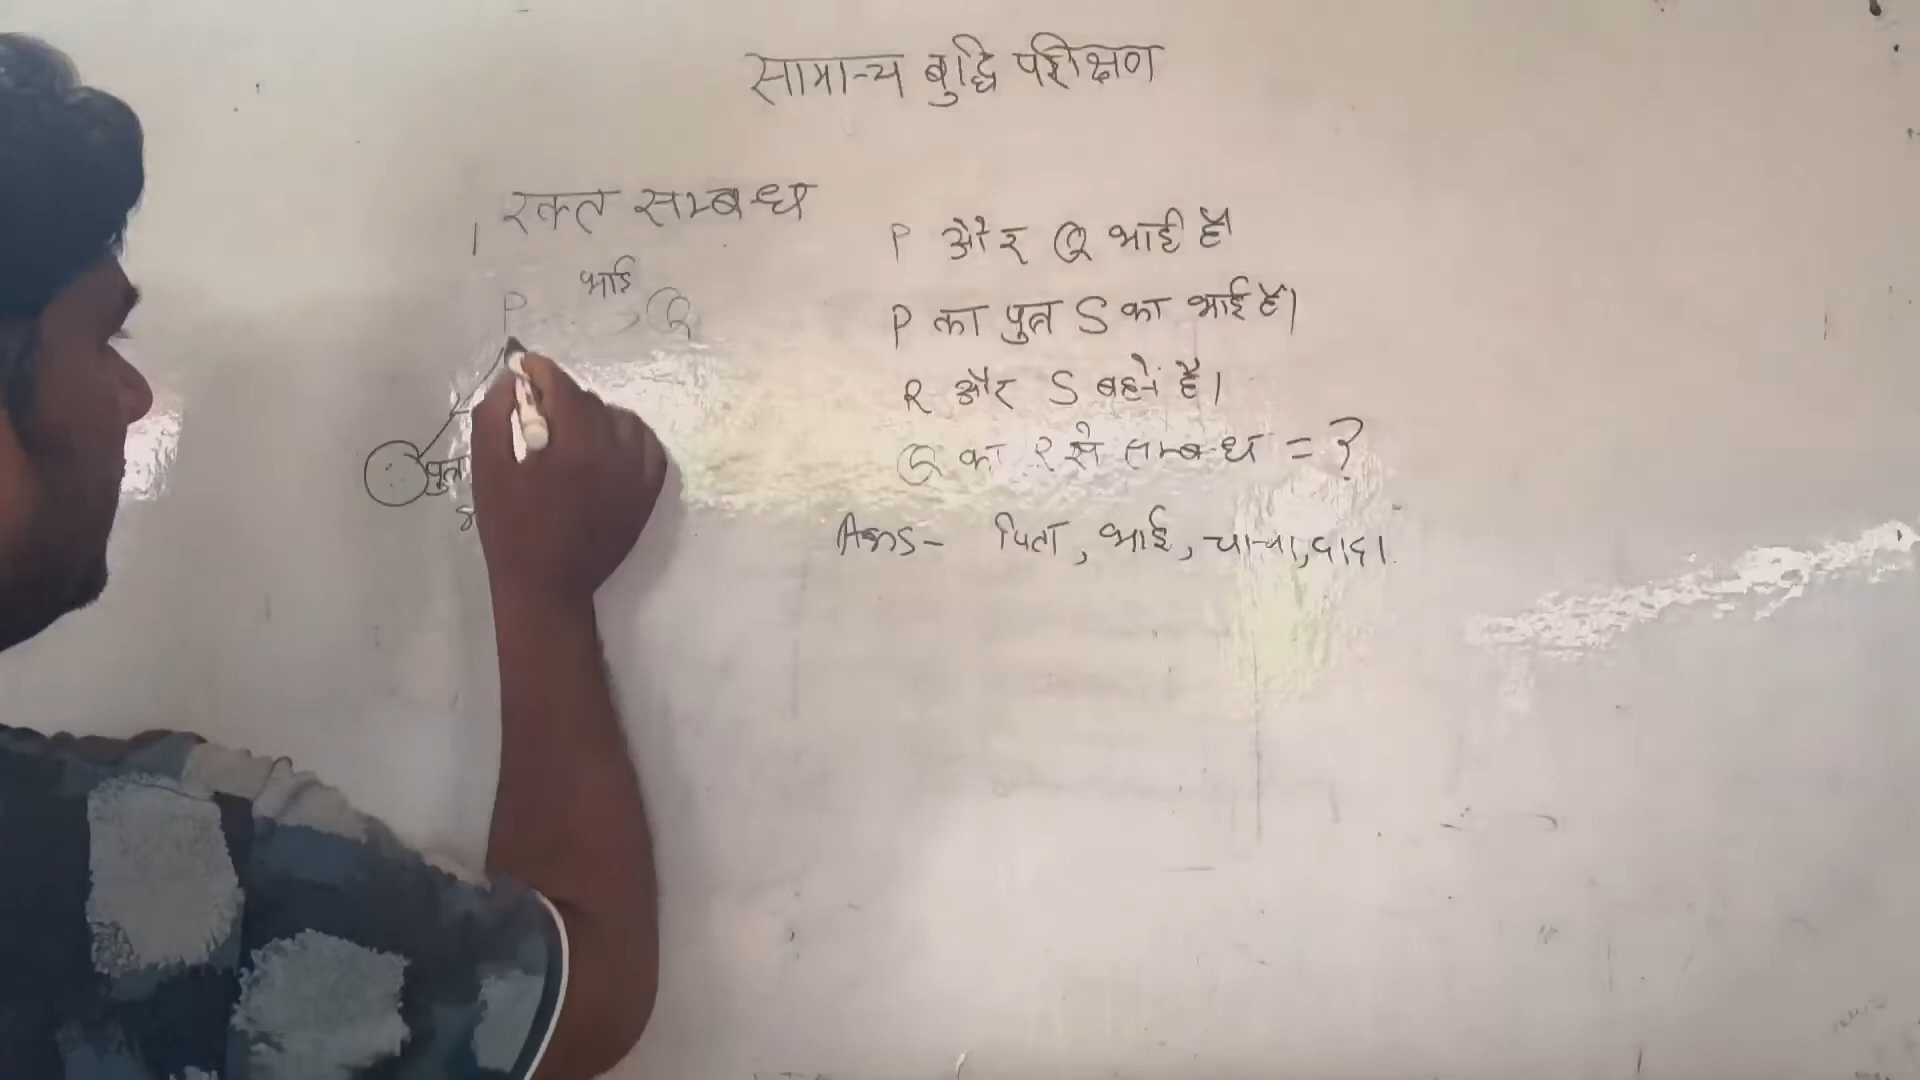 सामान्य बुद्धि परीक्षण
रक्त सम्बन्ध
P भाई Q
पुत्र
P और Q भाई हैं।
P का पुत्र S का भाई है।
R और S बहनें हैं।
Q का R से सम्बन्ध = ?
Ans - पिता, भाई, चाचा, दादा